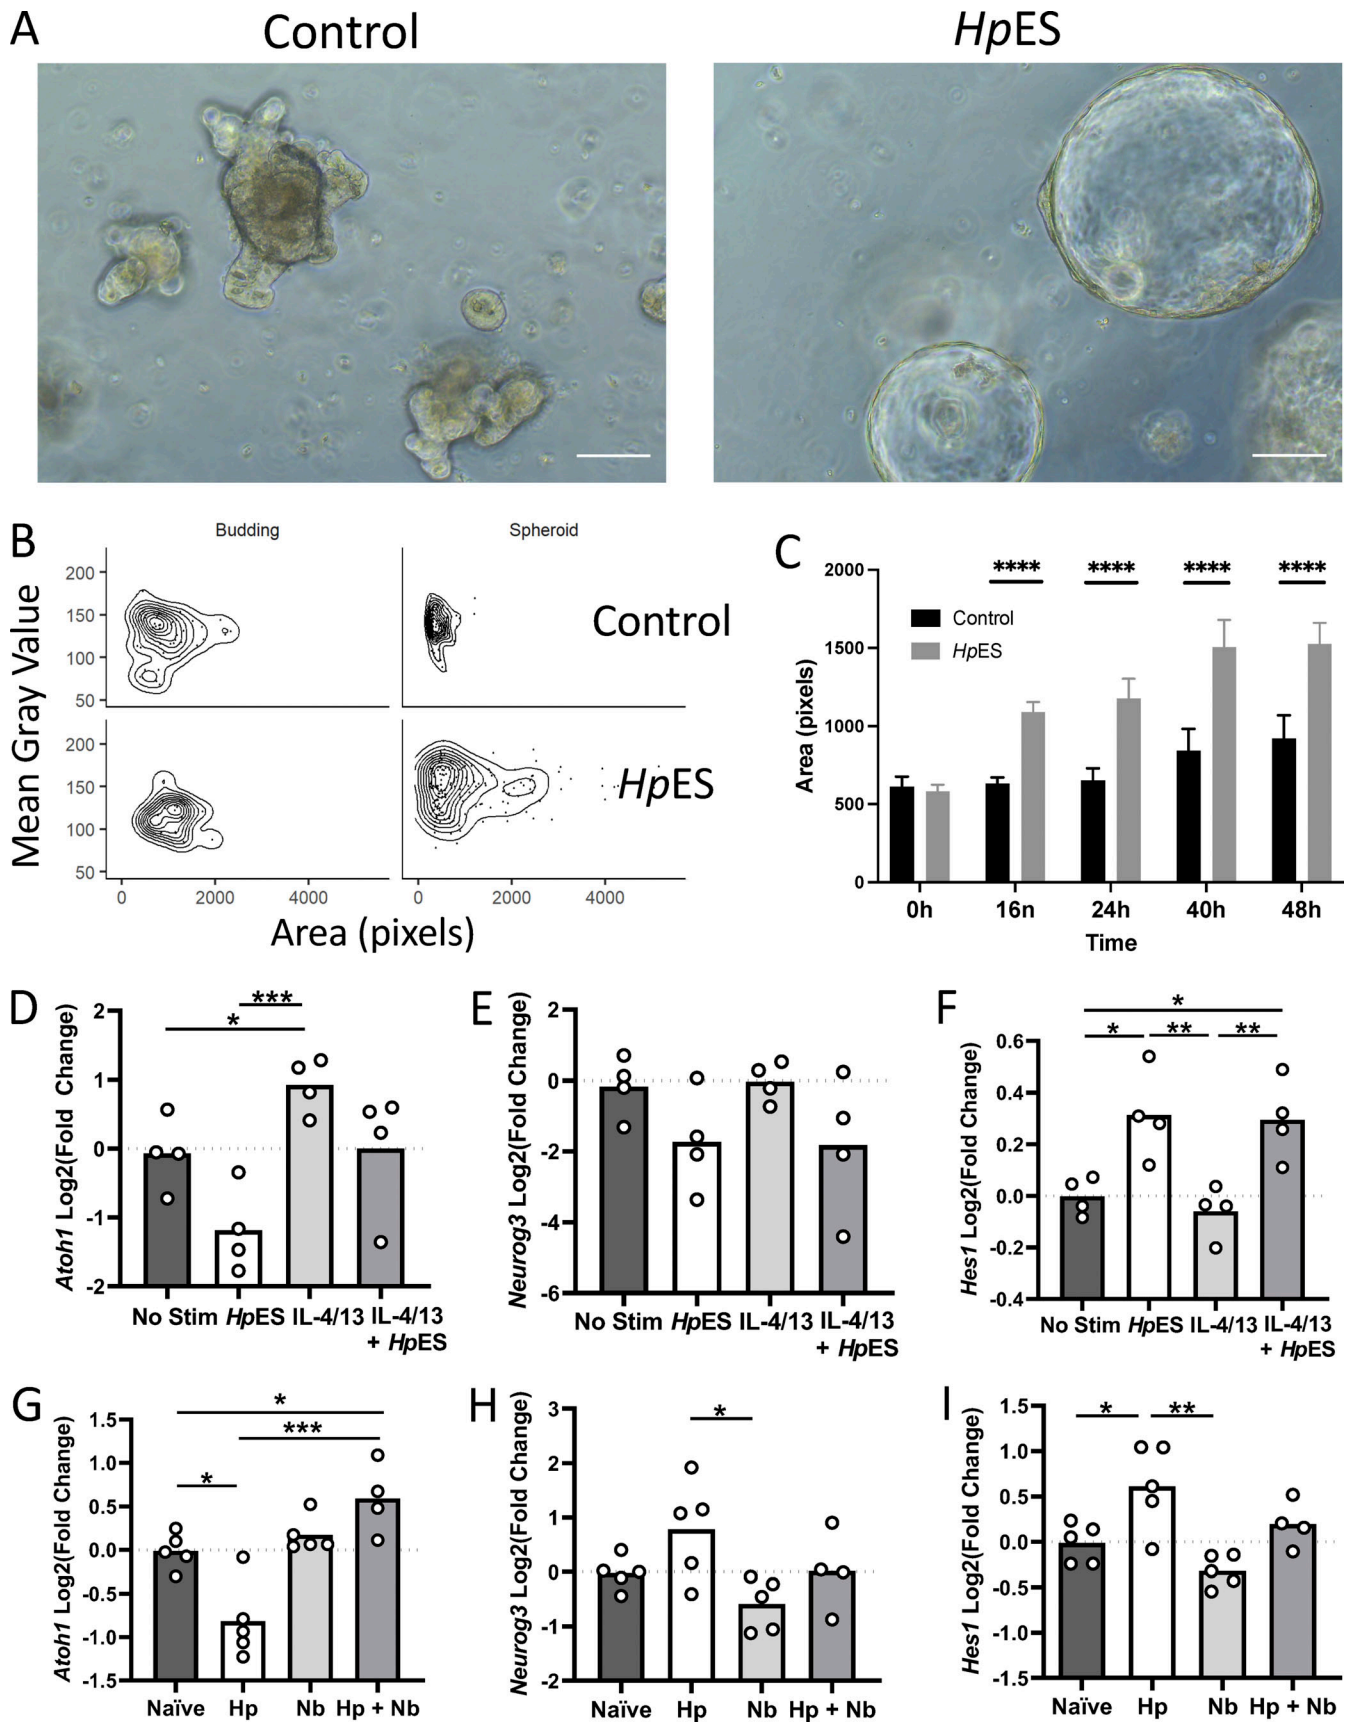 A
Control
HpES
B
Budding
Spheroid
Mean Gray Value
200
150
100
50
Control
200
150
100
50
HpES
0
2000
4000
0
2000
4000
Area (pixels)
C
Area (pixels)
2000
1500
1000
500
0
****
****
****
****
Control
HpES
0h
16n
24h
40h
48h
Time
D
Atoh1 Log2(Fold Change)
2
1
0
-1
-2
***
*
No Stim
HpES
IL-4/13
IL-4/13
+ HpES
E
Neurog3 Log2(Fold Change)
2
0
-2
-4
-6
No Stim
HpES
IL-4/13
IL-4/13
+ HpES
F
Hes1 Log2(Fold Change)
0.6
0.4
0.2
0.0
-0.2
-0.4
*
*
**
**
No Stim
HpES
IL-4/13
IL-4/13
+ HpES
G
Atoh1 Log2(Fold Change)
1.5
1.0
0.5
0.0
-0.5
-1.0
-1.5
*
***
*
Naïve
Hp
Nb
Hp + Nb
H
Neurog3 Log2(Fold Change)
3
2
1
0
-1
-2
*
Naïve
Hp
Nb
Hp + Nb
I
Hes1 Log2(Fold Change)
1.5
1.0
0.5
0.0
-0.5
-1.0
-1.5
*
**
Naïve
Hp
Nb
Hp + Nb